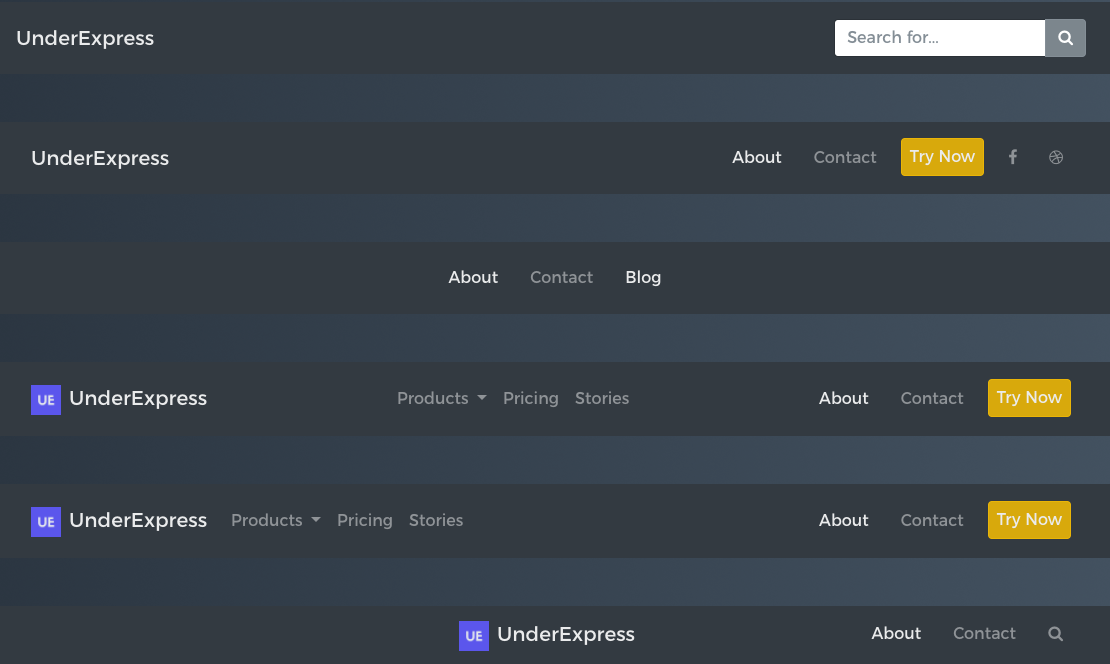 UnderExpress Search for...
UnderExpress About Contact Try Now
About Contact Blog
UE UnderExpress Products Pricing Stories About Contact Try Now
UE UnderExpress Products Pricing Stories About Contact Try Now
UE UnderExpress About Contact